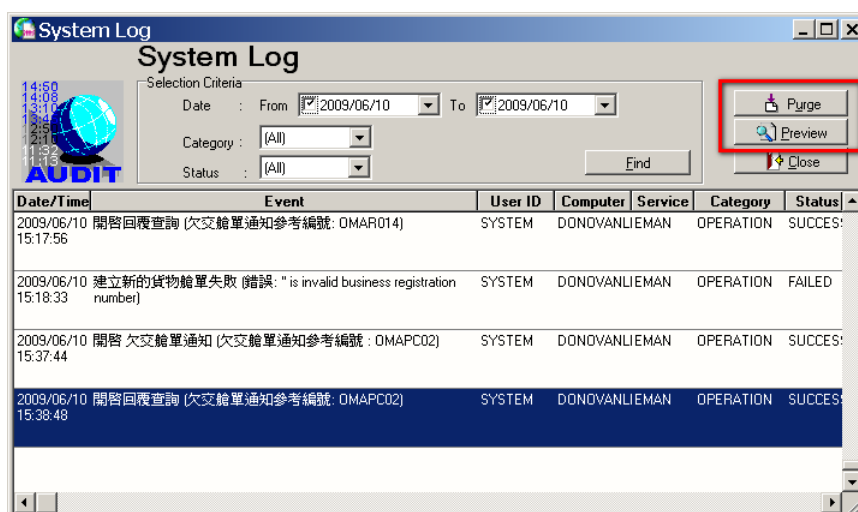 System Log
System Log
14:50
14:08
AUDIT
Selection Criteria
Date : From 2009/06/10 To 2009/06/10
Category : (All)
Status : (All)
Find
Purge
Preview
Close
Date/Time Event User ID Computer Service Category Status
2009/06/10 開啓回覆查詢 (欠交艙單通知參考編號: OMAR014) SYSTEM DONOVANLIEMAN OPERATION SUCCES
15:17:56
2009/06/10 建立新的貨物艙單失敗 (錯誤: '' is invalid business registration SYSTEM DONOVANLIEMAN OPERATION FAILED
15:18:33 number)
2009/06/10 開啓 欠交艙單通知 (欠交艙單通知參考編號 : OMAPC02) SYSTEM DONOVANLIEMAN OPERATION SUCCES
15:37:44
2009/06/10 開啓回覆查詢 (欠交艙單通知參考編號: OMAPC02) SYSTEM DONOVANLIEMAN OPERATION SUCCES
15:38:48